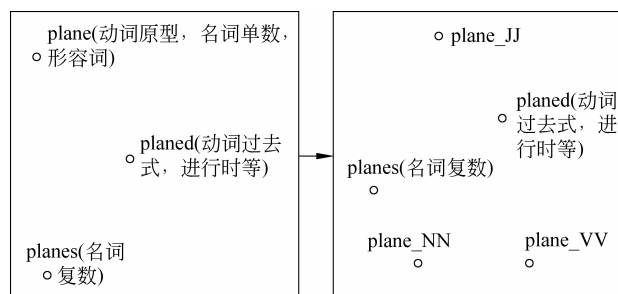 plane(动词原型，名词单数，
形容词)
planed(动词过去
式，进行时等)
planes(名词
复数)
plane_JJ
planed(动词
过去式，进
行时等)
planes(名词复数)
plane_NN
plane_VV